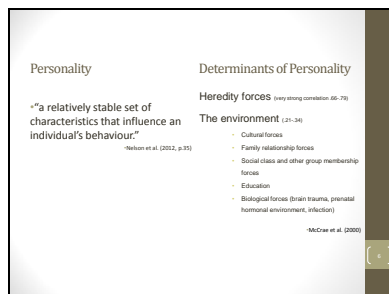 Personality
•“a relatively stable set of
characteristics that influence an
individual’s behaviour.”
•Nelson et al. (2012, p.35)
Determinants of Personality
Heredity forces (very strong correlation .66-.79)
The environment (.21-.34)
• Cultural forces
• Family relationship forces
• Social class and other group membership
forces
• Education
• Biological forces (brain trauma, prenatal
hormonal environment, infection)
•McCrae et al. (2000)
6